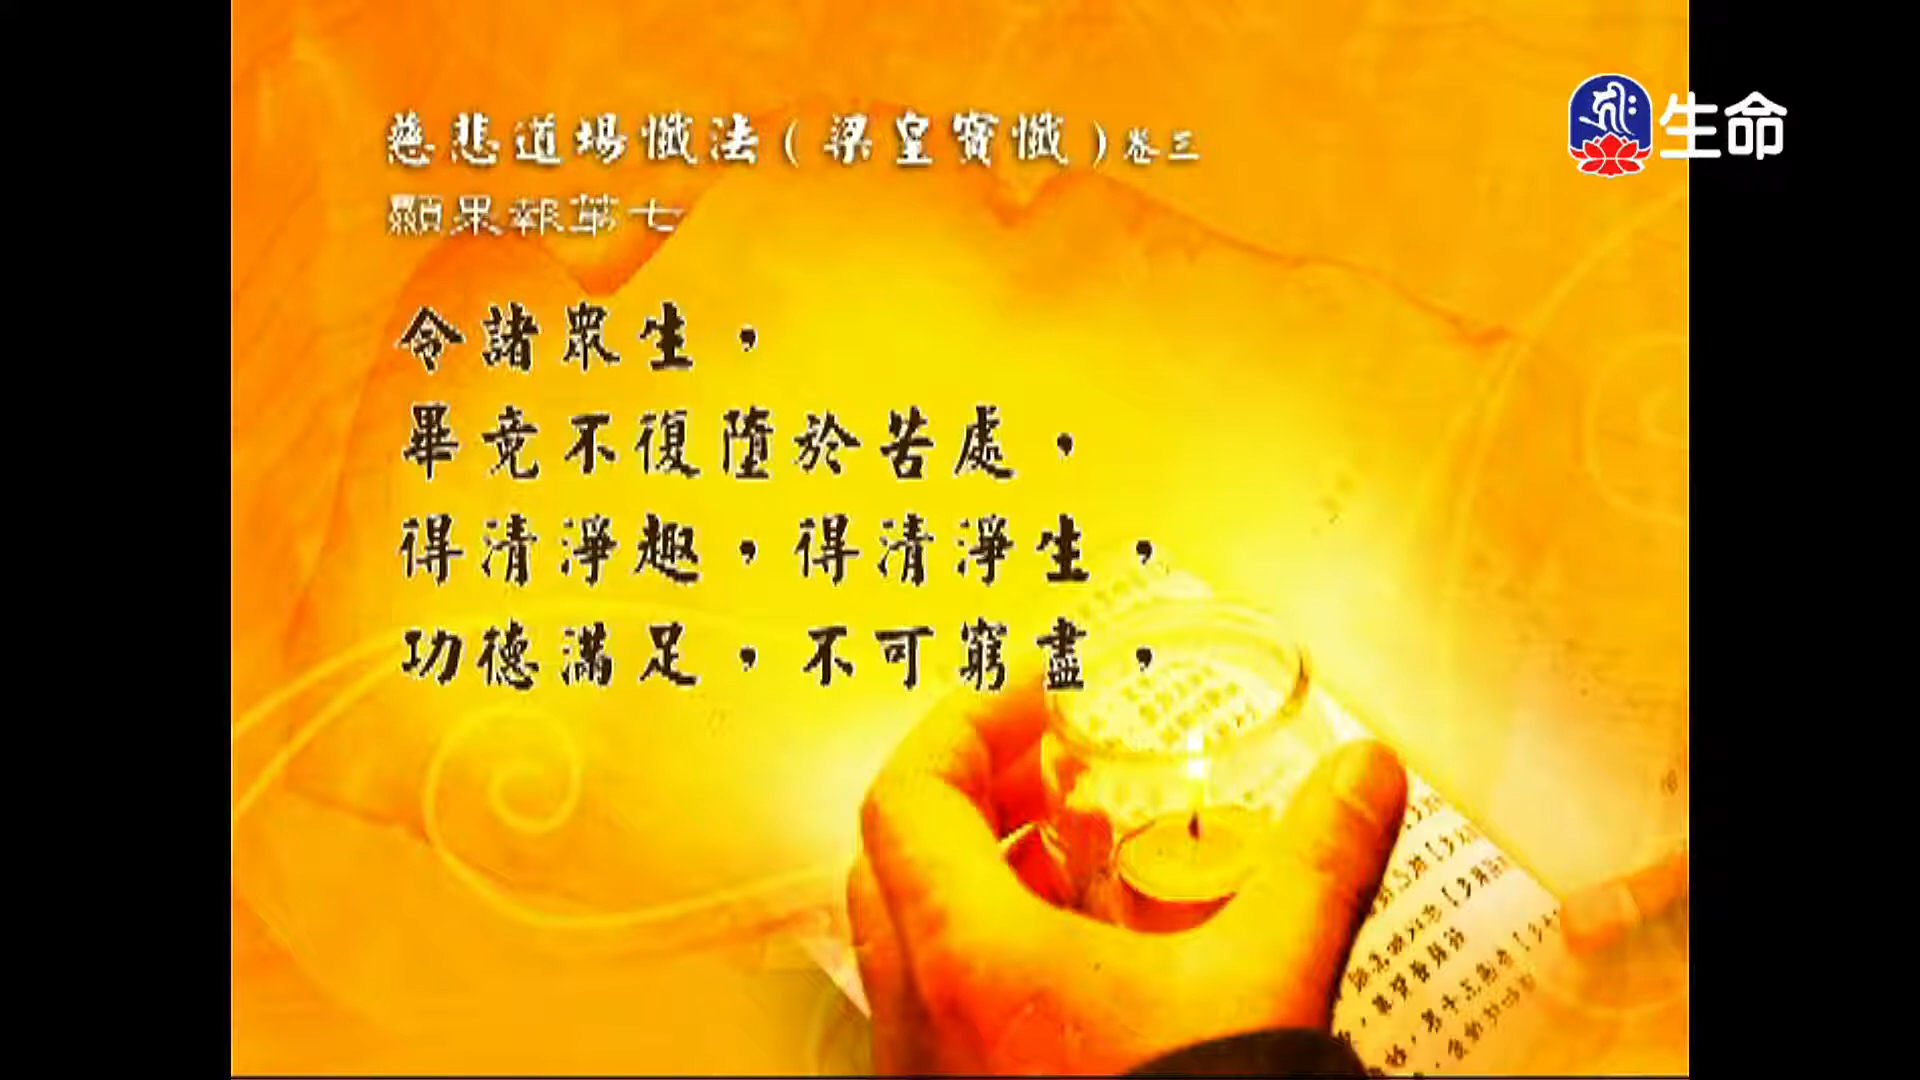 慈悲道場懺法(梁皇寶懺)卷三
顯果報第七
生命
令諸眾生，
畢竟不復墮於苦處，
得清淨趣，得清淨生，
功德滿足，不可窮盡，